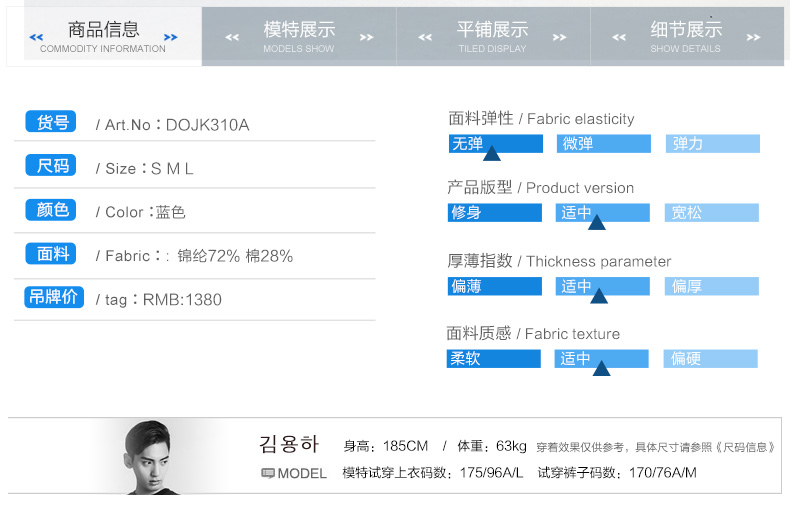 商品信息
COMMODITY INFORMATION
模特展示
MODELS SHOW
平铺展示
TILED DISPLAY
细节展示
SHOW DETAILS
货号 / Art.No：DOJK310A
尺码 / Size：S M L
颜色 / Color：蓝色
面料 / Fabric：: 锦纶72% 棉28%
吊牌价 / tag：RMB:1380
面料弹性 / Fabric elasticity
无弹 微弹 弹力
产品版型 / Product version
修身 适中 宽松
厚薄指数 / Thickness parameter
偏薄 适中 偏厚
面料质感 / Fabric texture
柔软 适中 偏硬
김용하 身高：185CM / 体重：63kg 穿着效果仅供参考，具体尺寸请参照《尺码信息》
MODEL 模特试穿上衣码数：175/96A/L 试穿裤子码数：170/76A/M